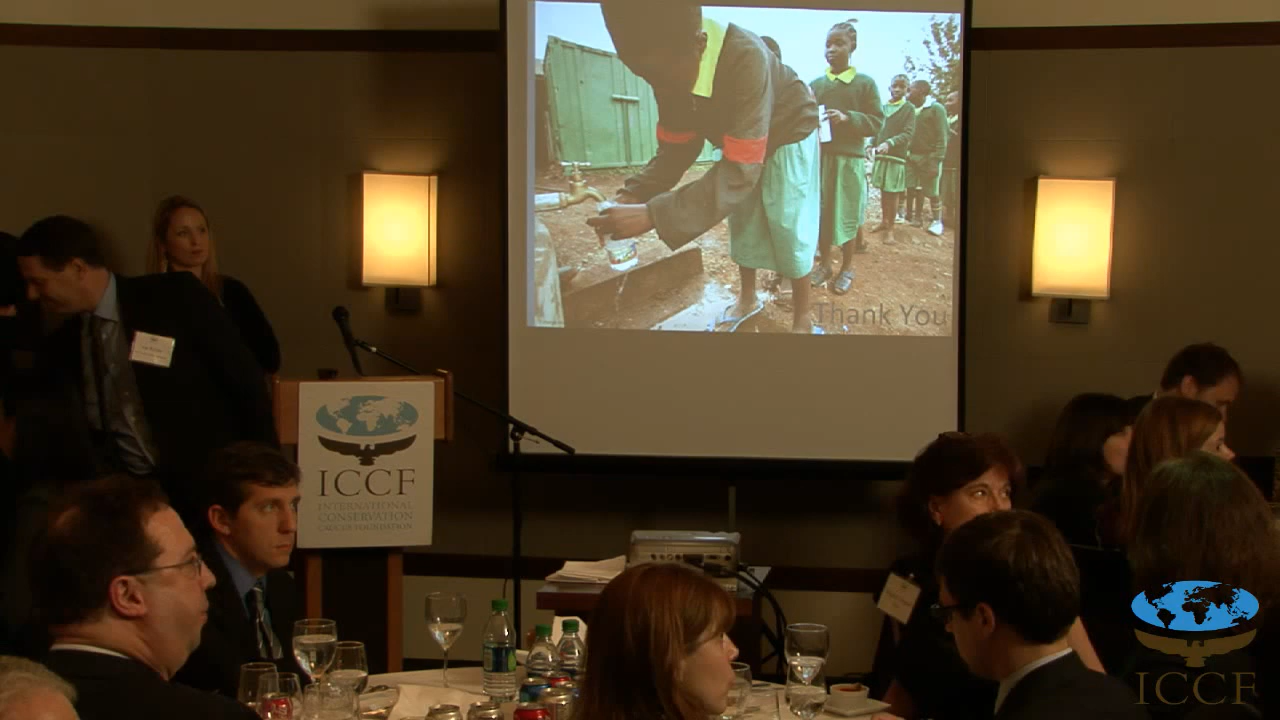 Thank You
ICCF
INTERNATIONAL
CONSERVATION
CAUCUS FOUNDATION
ICCF